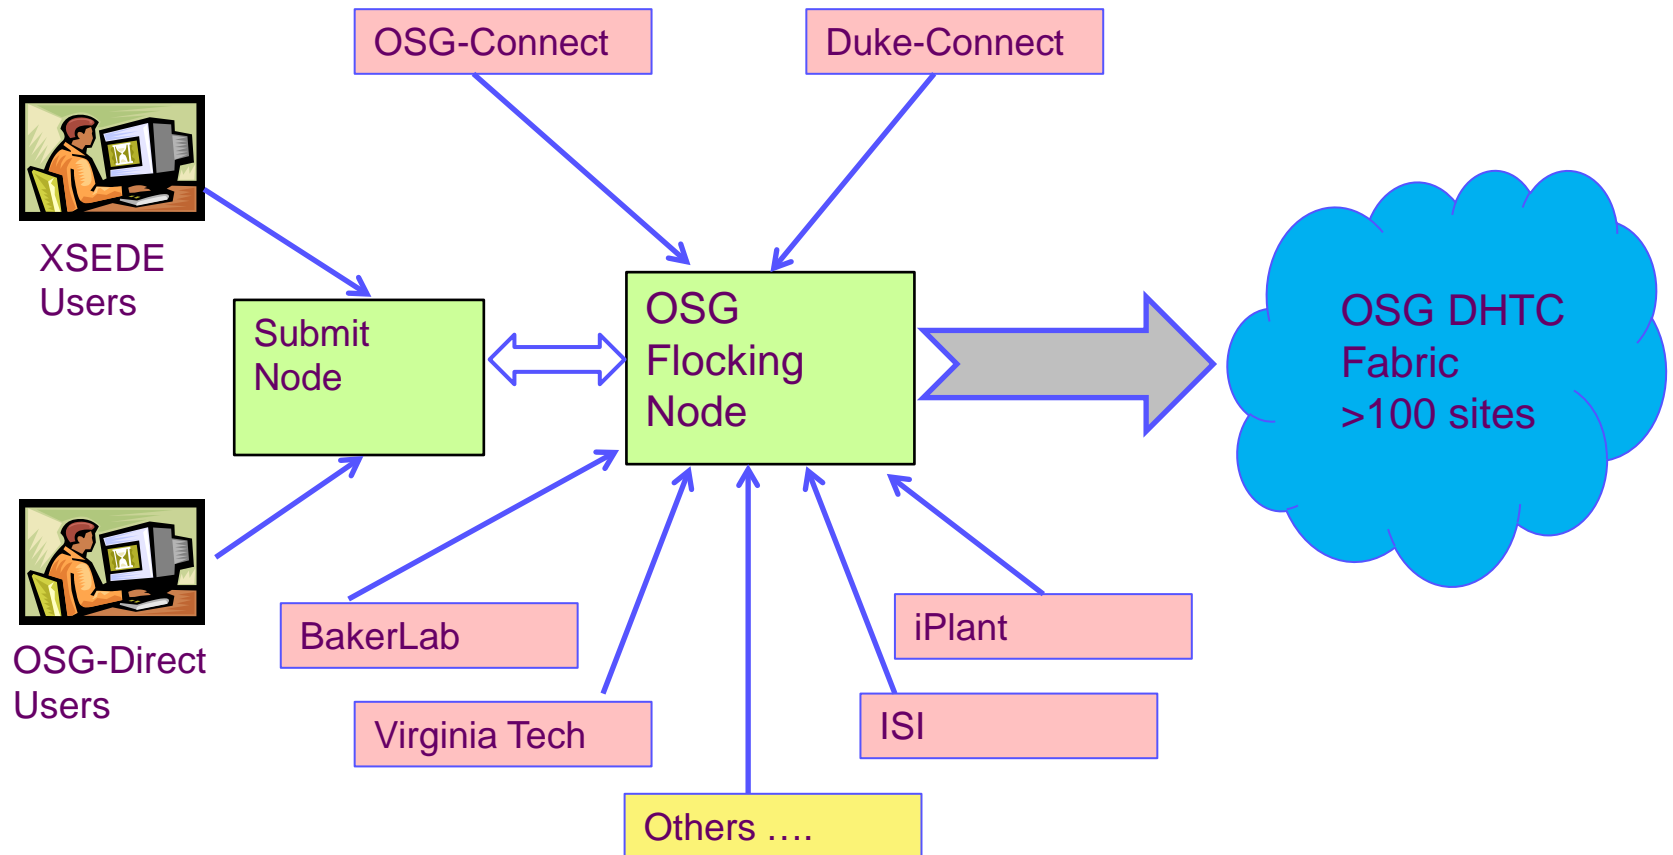 OSG-Connect
Duke-Connect
XSEDE
Users
Submit
Node
OSG
Flocking
Node
OSG DHTC
Fabric
>100 sites
OSG-Direct
Users
BakerLab
iPlant
Virginia Tech
ISI
Others ....